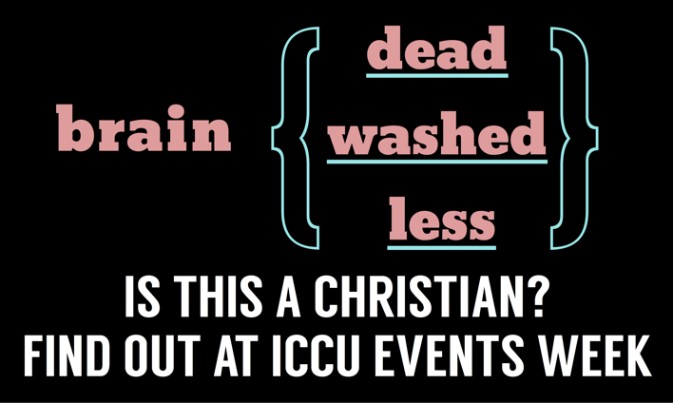 dead
brain { washed }
less
IS THIS A CHRISTIAN?
FIND OUT AT ICCU EVENTS WEEK